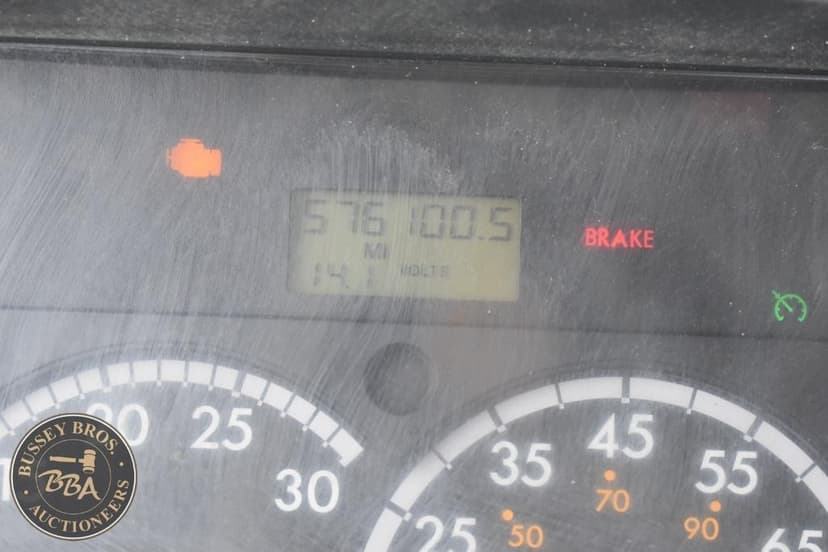 576100.5
MI
14.1 VOLTS
BRAKE
20
25
30
25
35
45
55
65
50
70
90
BUSSEY BROS.
BBA
AUCTIONEERS